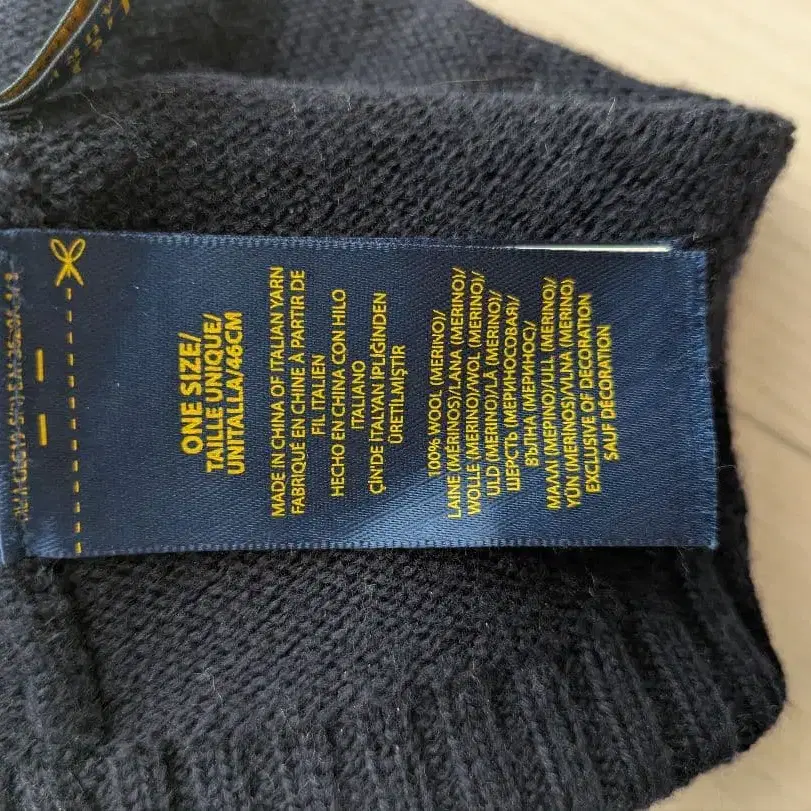 ONE SIZE/
TAILLE UNIQUE/
UNITALLA/46CM
MADE IN CHINA OF ITALIAN YARN
FABRIQUÉ EN CHINE À PARTIR DE
FIL ITALIEN
HECHO EN CHINA CON HILO
ITALIANO
ÇİN'DE İTALYAN İPLİĞİNDEN
ÜRETİLMİŞTİR
100% WOOL (MERINO)/
LAINE (MÉRINOS)/LANA (MERINO)/
WOLLE (MERINO)/WOL (MERINO)/
ULD (MERINO)/LÃ (MERINO)/
ШЕРСТЬ (МЕРИНОСОВАЯ)/
ВЪЛНА (МЕРИНОС)/
ΜΑΛΛΙ (ΜΕΡΙΝΟ)/ULL (MERINO)/
YÜN (MERINOS)/VLNA (MERINO)
EXCLUSIVE OF DECORATION
SAUF DECORATION